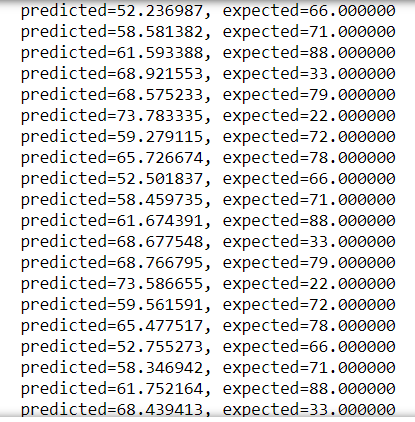 predicted=52.236987, expected=66.000000
predicted=58.581382, expected=71.000000
predicted=61.593388, expected=88.000000
predicted=68.921553, expected=33.000000
predicted=68.575233, expected=79.000000
predicted=73.783335, expected=22.000000
predicted=59.279115, expected=72.000000
predicted=65.726674, expected=78.000000
predicted=52.501837, expected=66.000000
predicted=58.459735, expected=71.000000
predicted=61.674391, expected=88.000000
predicted=68.677548, expected=33.000000
predicted=68.766795, expected=79.000000
predicted=73.586655, expected=22.000000
predicted=59.561591, expected=72.000000
predicted=65.477517, expected=78.000000
predicted=52.755273, expected=66.000000
predicted=58.346942, expected=71.000000
predicted=61.752164, expected=88.000000
predicted=68.439413, expected=33.000000